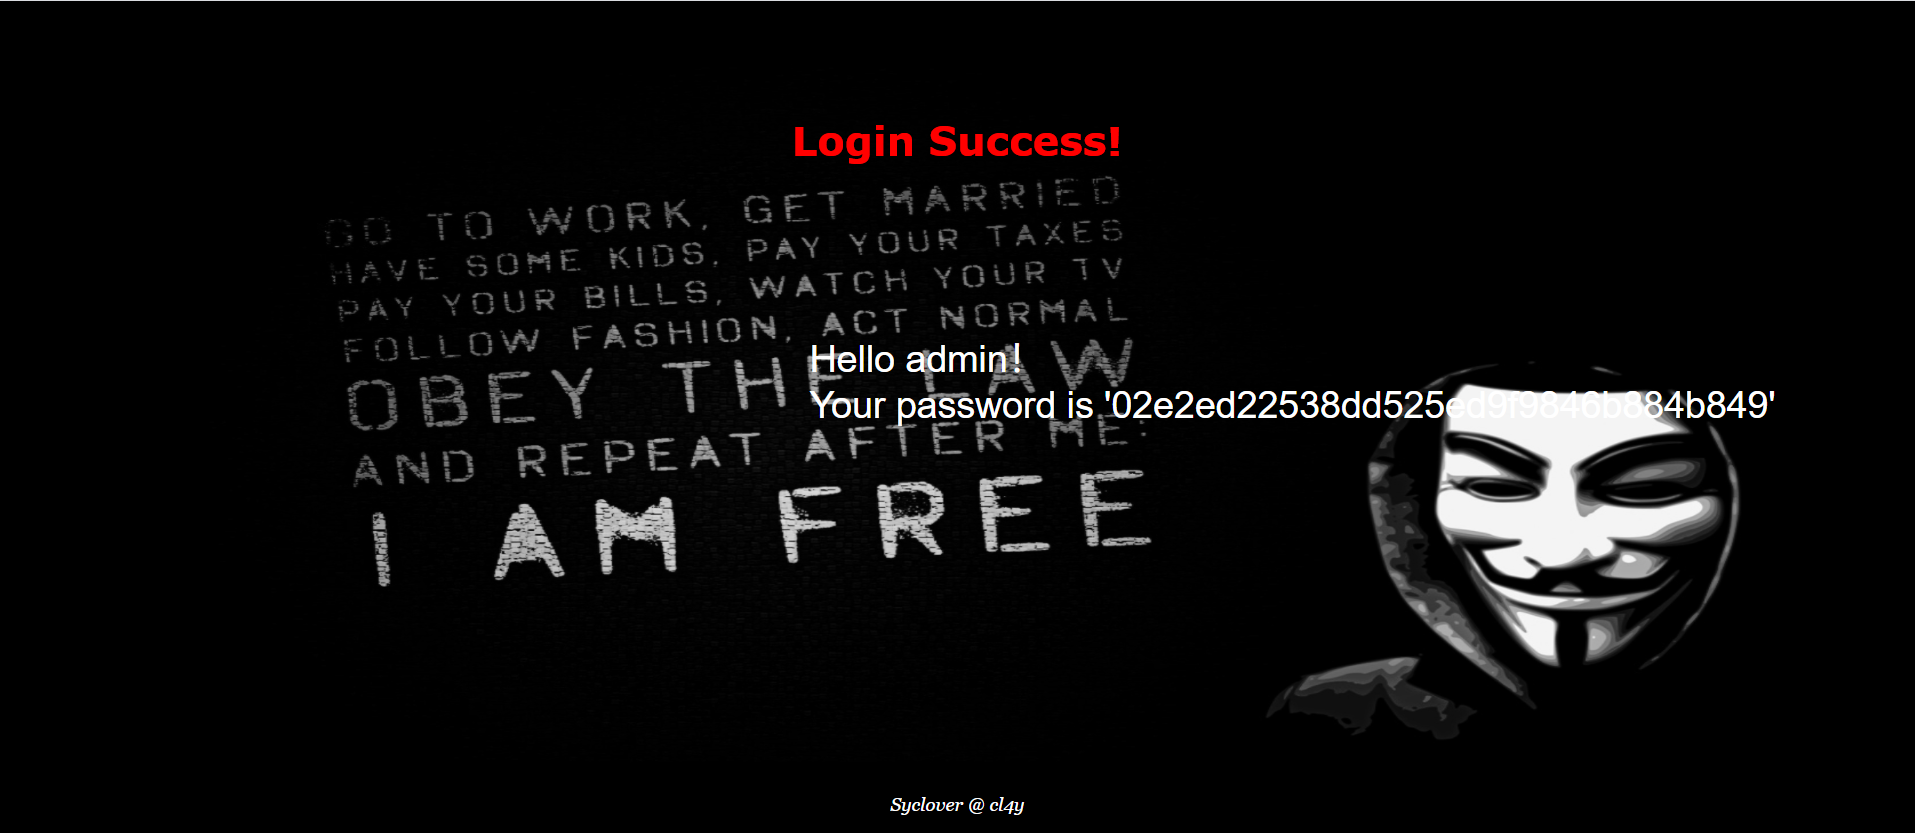 Login Success!
GO TO WORK, GET MARRIED
HAVE SOME KIDS, PAY YOUR TAXES
PAY YOUR BILLS, WATCH YOUR TV
FOLLOW FASHION, ACT NORMAL
OBEY THE LAW
AND REPEAT AFTER ME:
I AM FREE
Hello admin!
Your password is '02e2ed22538dd525ed9f9846b884b849'
Syclover @ cl4y